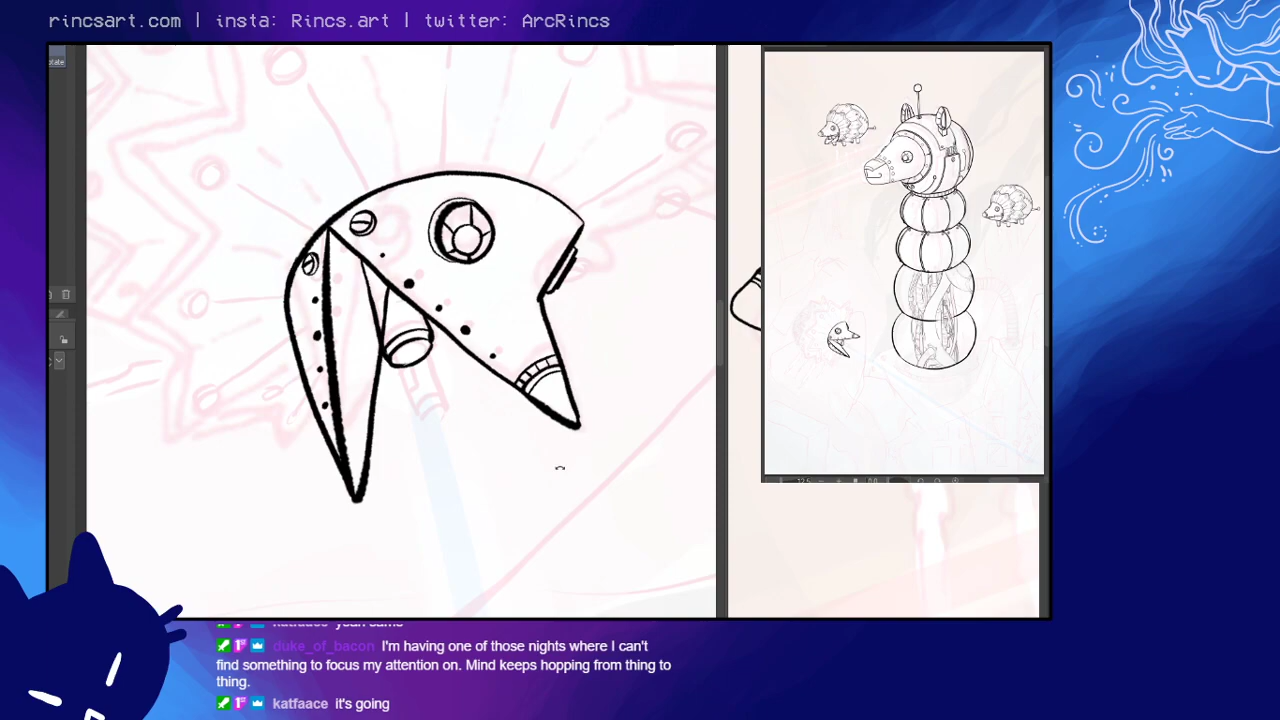 rincsart.com | insta: Rincs.art | twitter: ArcRincs
duke_of_bacon I'm having one of those nights where I can't
find something to focus my attention on. Mind keeps hopping from thing to
thing.
katfaace it's going